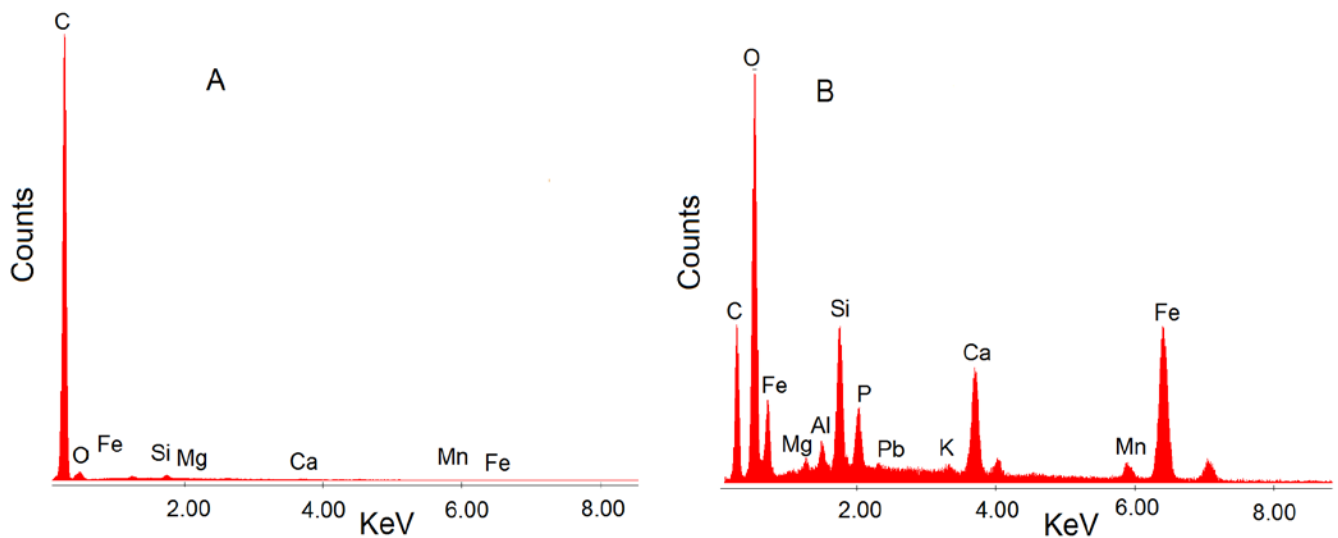 C
A
Counts
O
Fe
Si
Mg
Ca
Mn
Fe
2.00
4.00
6.00
8.00
KeV
O
B
Counts
C
Fe
Mg
Al
Si
P
Pb
K
Ca
Mn
Fe
2.00
4.00
6.00
8.00
KeV